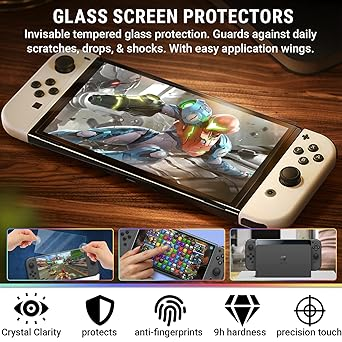 GLASS SCREEN PROTECTORS
Invisable tempered glass protection. Guards against daily
scratches, drops, & shocks. With easy application wings.
Crystal Clarity
protects
anti-fingerprints
9h hardness
precision touch